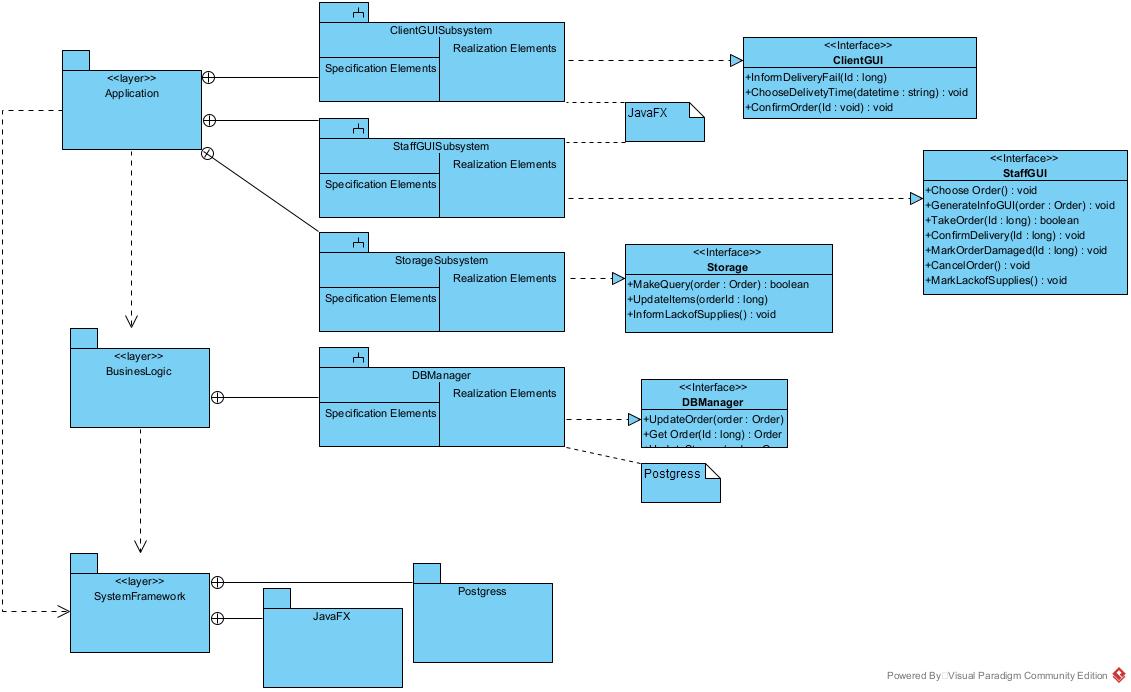 ClientGUISubsystem
Realization Elements
Specification Elements
<<Interface>>
ClientGUI
+InformDeliveryFail(Id : long)
+ChooseDelivetyTime(datetime : string) : void
+ConfirmOrder(Id : void) : void
<<layer>>
Application
JavaFX
StaffGUISubsystem
Realization Elements
Specification Elements
<<Interface>>
StaffGUI
+Choose Order() : void
+GenerateInfoGUI(order : Order) : void
+TakeOrder(Id : long) : boolean
+ConfirmDelivery(Id : long) : void
+MarkOrderDamaged(Id : long) : void
+CancelOrder() : void
+MarkLackofSupplies() : void
StorageSubsystem
Realization Elements
Specification Elements
<<Interface>>
Storage
+MakeQuery(order : Order) : boolean
+UpdateItems(orderId : long)
+InformLackofSupplies() : void
<<layer>>
BusinesLogic
DBManager
Realization Elements
Specification Elements
<<Interface>>
DBManager
+UpdateOrder(order : Order)
+Get Order(Id : long) : Order
Postgress
<<layer>>
SystemFramework
Postgress
JavaFX
Powered By Visual Paradigm Community Edition